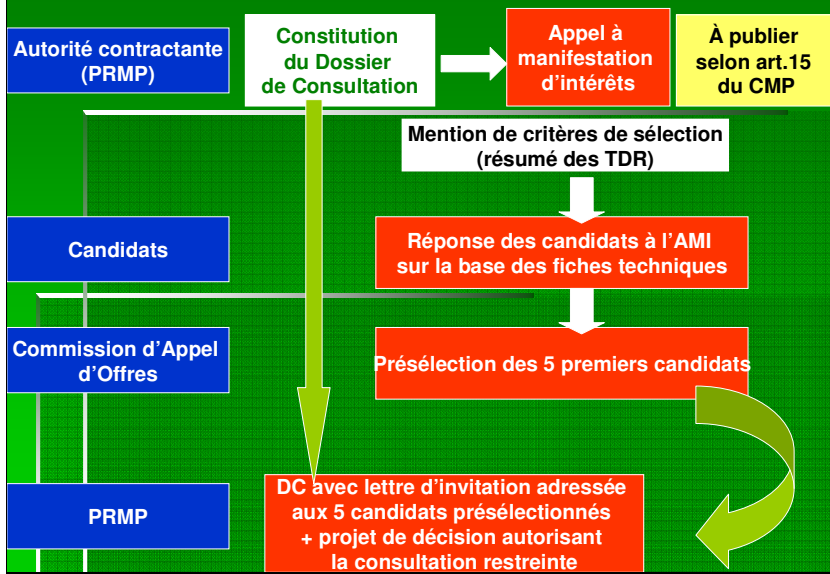 Autorité contractante
(PRMP)
Constitution
du Dossier
de Consultation
Appel à
manifestation
d'intérêts
À publier
selon art.15
du CMP
Mention de critères de sélection
(résumé des TDR)
Candidats
Réponse des candidats à l'AMI
sur la base des fiches techniques
Commission d'Appel
d'Offres
Présélection des 5 premiers candidats
PRMP
DC avec lettre d'invitation adressée
aux 5 candidats présélectionnés
+ projet de décision autorisant
la consultation restreinte